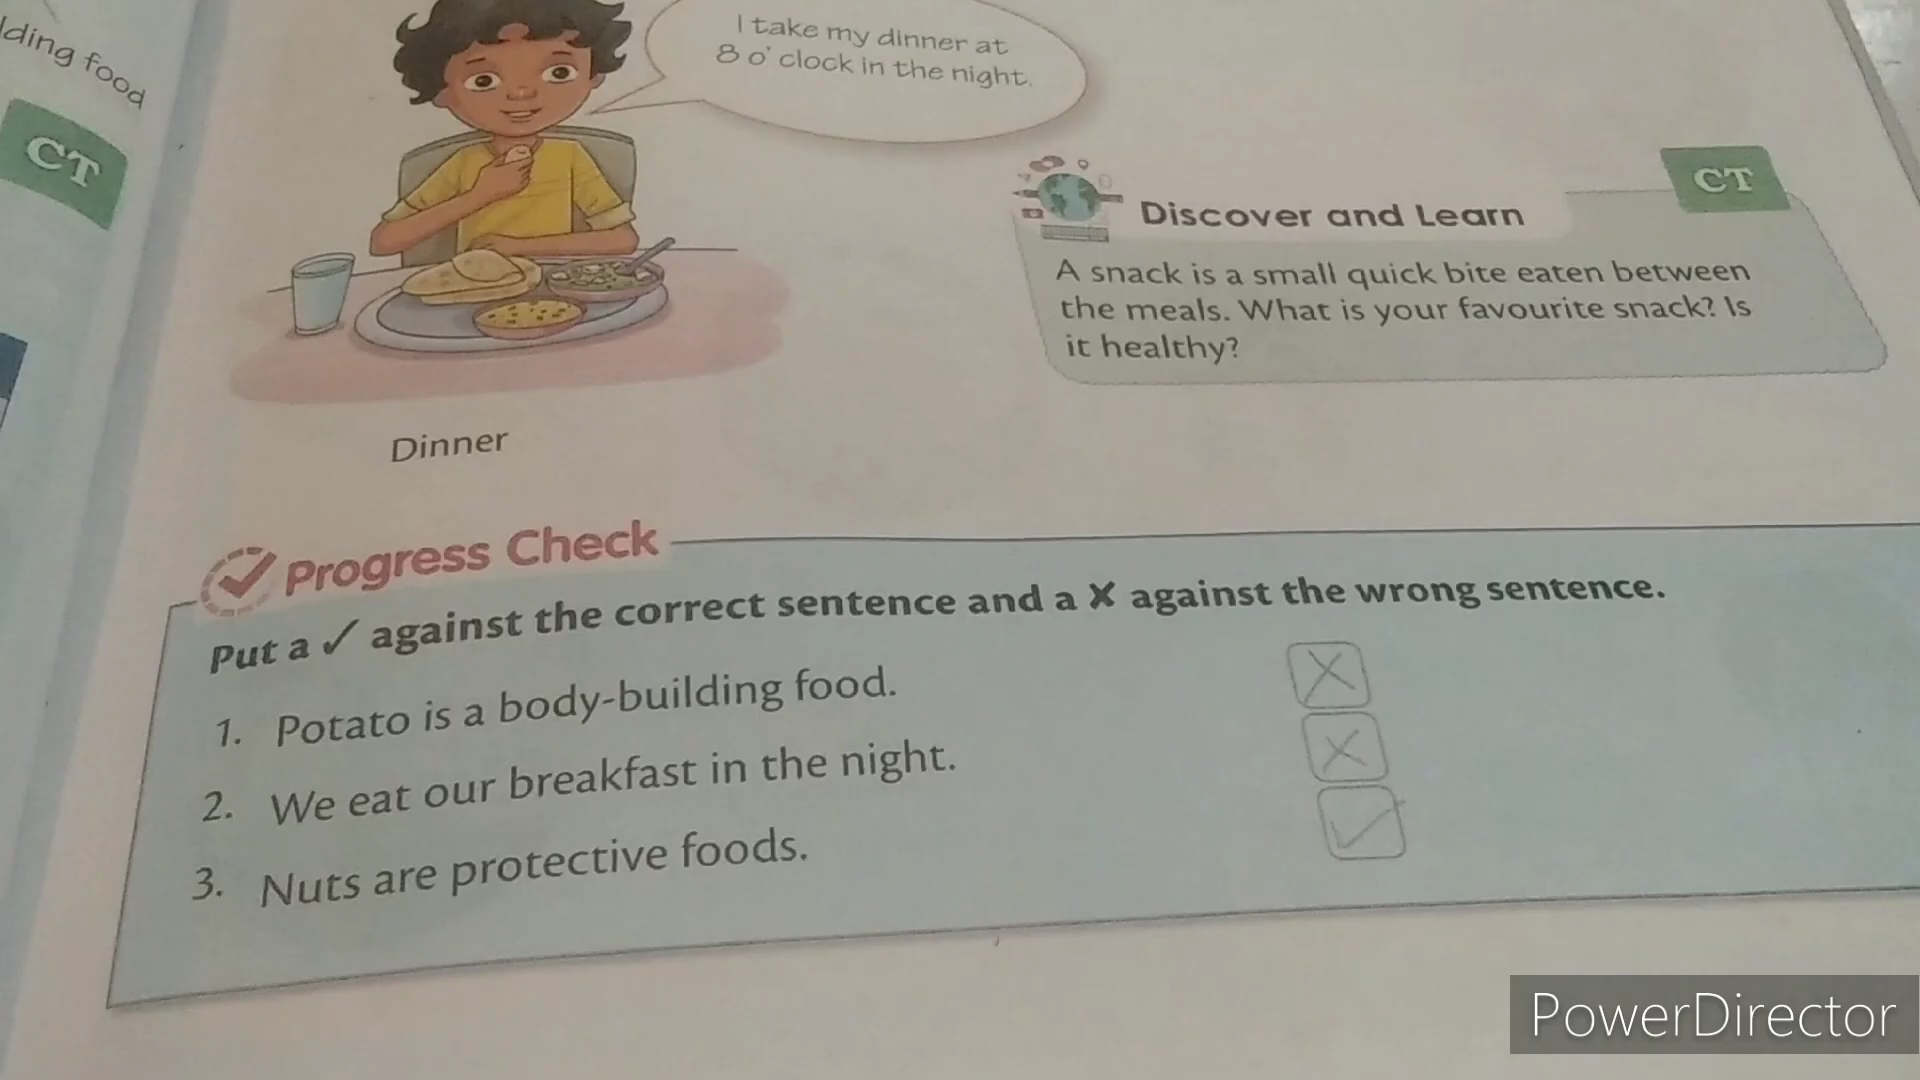 lding food
CT
I take my dinner at
8 o' clock in the night.
CT
Discover and Learn
A snack is a small quick bite eaten between
the meals. What is your favourite snack? Is
it healthy?
Dinner
Progress Check
Put a ✓ against the correct sentence and a ✗ against the wrong sentence.
1. Potato is a body-building food. ✗
2. We eat our breakfast in the night. ✗
3. Nuts are protective foods. ✓
PowerDirector